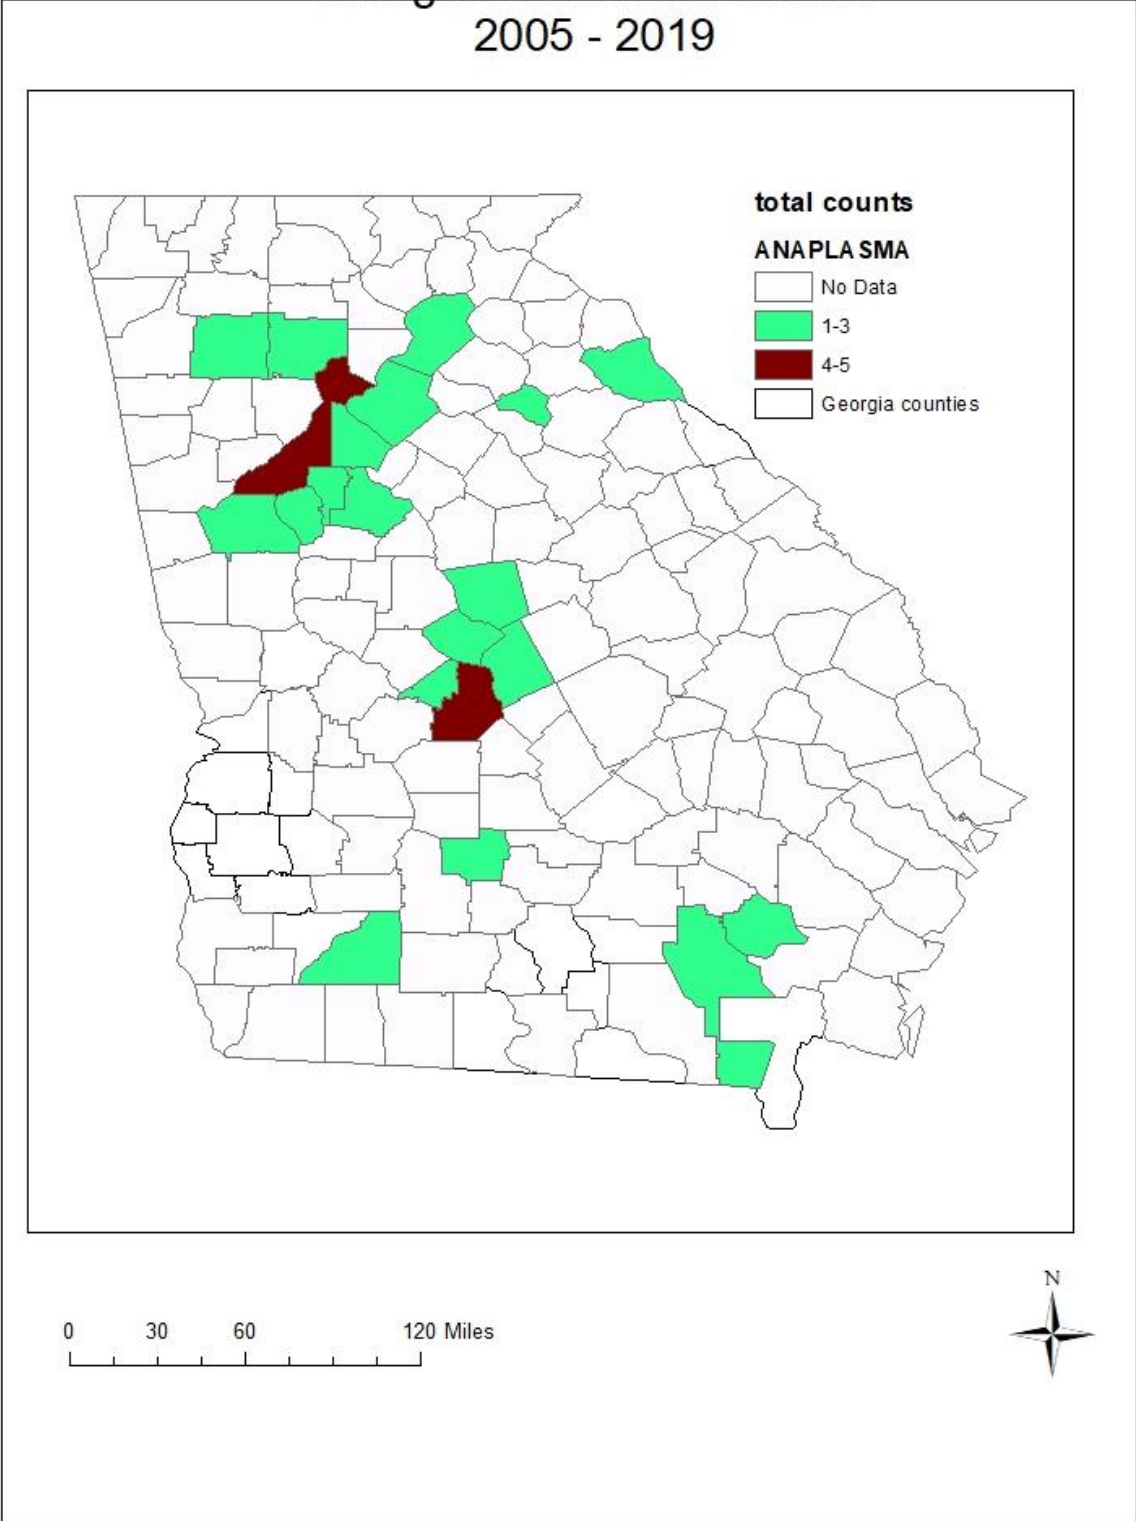 2005 - 2019
total counts
ANAPLASMA
No Data
1-3
4-5
Georgia counties
N
0 30 60 120 Miles